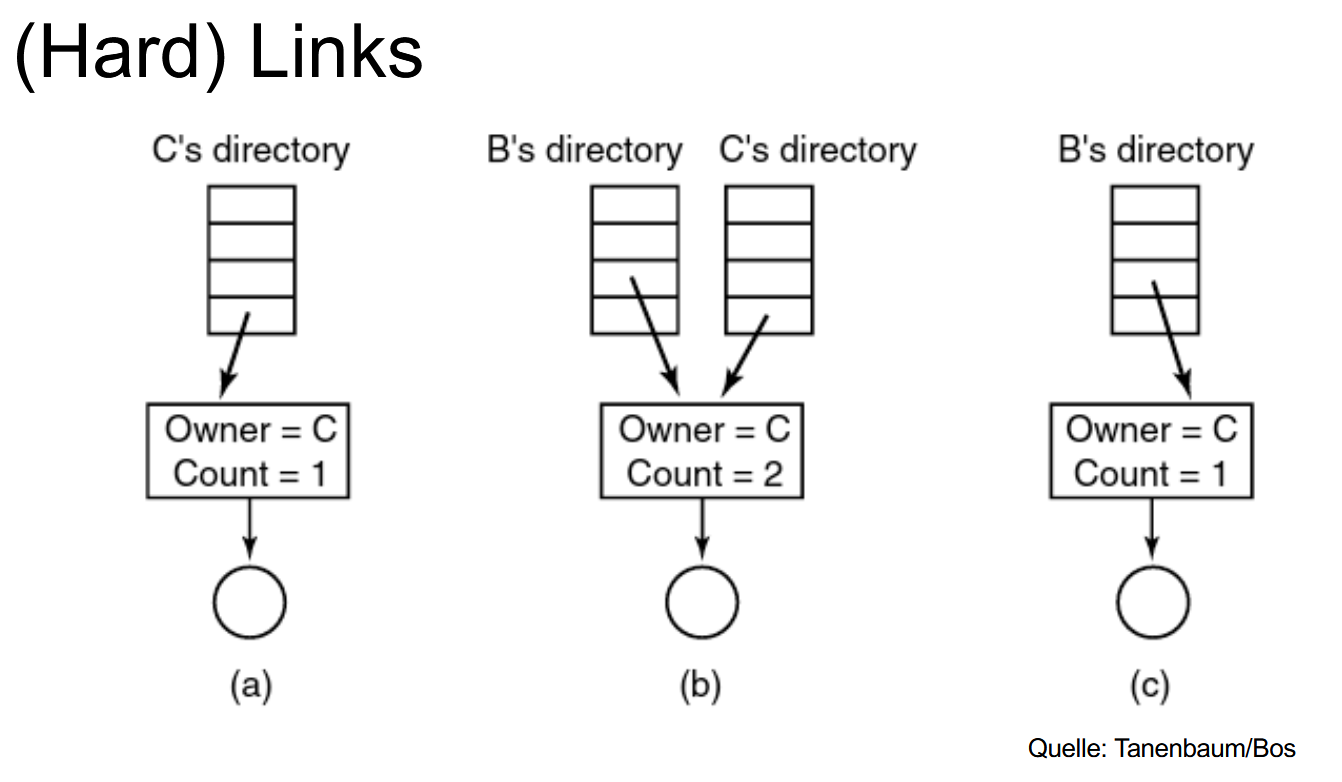 (Hard) Links
C's directory
B's directory C's directory
B's directory
Owner = C
Count = 1
Owner = C
Count = 2
Owner = C
Count = 1
(a)
(b)
(c)
Quelle: Tanenbaum/Bos